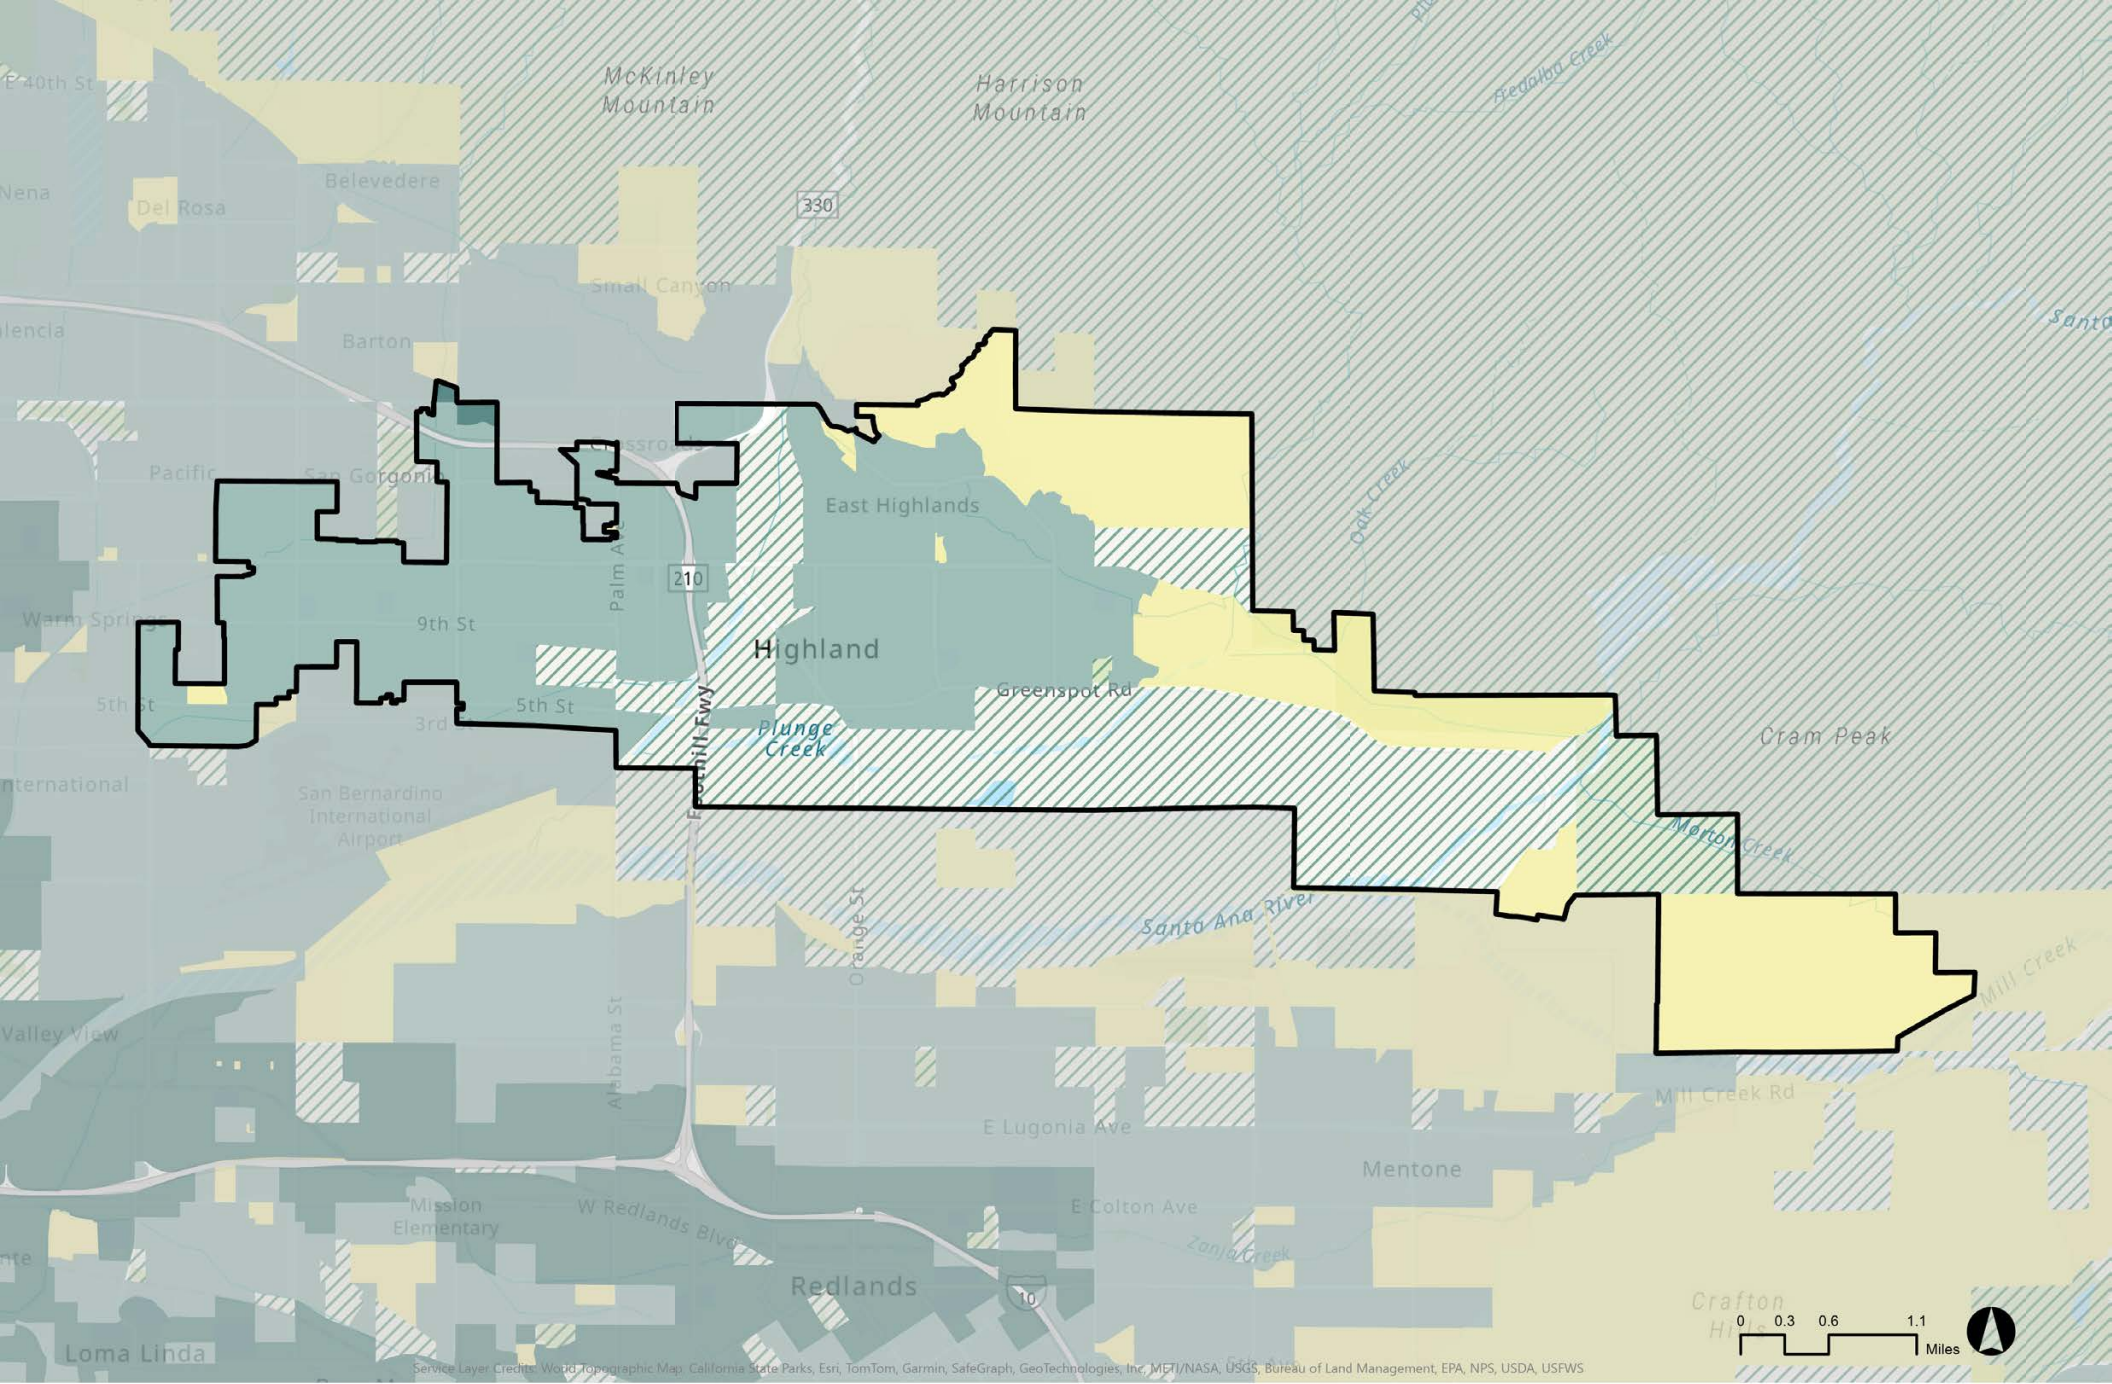 E 40th St
McKinley
Mountain
Harrison
Mountain
Alegalba Creek
Nena
Belevedere
Del Rosa
330
Small Canyon
Santa
Barton
Pacific
San Gorgonio
Crossroads
East Highlands
Oak Creek
Palm Ave
210
Warm Springs
9th St
Highland
5th St
5th St
3rd St
Greenspot Rd
Foothill Fwy
Plunge
Creek
Cram Peak
San Bernardino
International
Airport
Morton Creek
Orange St
Santa Ana River
Mill Creek
Valley View
Alabama St
Mill Creek Rd
E Lugonia Ave
Mentone
Mission
Elementary
W Redlands Blvd
E Colton Ave
Zanja Creek
Redlands
10
Crafton
Hills
Loma Linda
0 0.3 0.6 1.1
Miles
Service Layer Credits: World Topographic Map: California State Parks, Esri, TomTom, Garmin, SafeGraph, GeoTechnologies, Inc, METI/NASA, USGS, Bureau of Land Management, EPA, NPS, USDA, USFWS